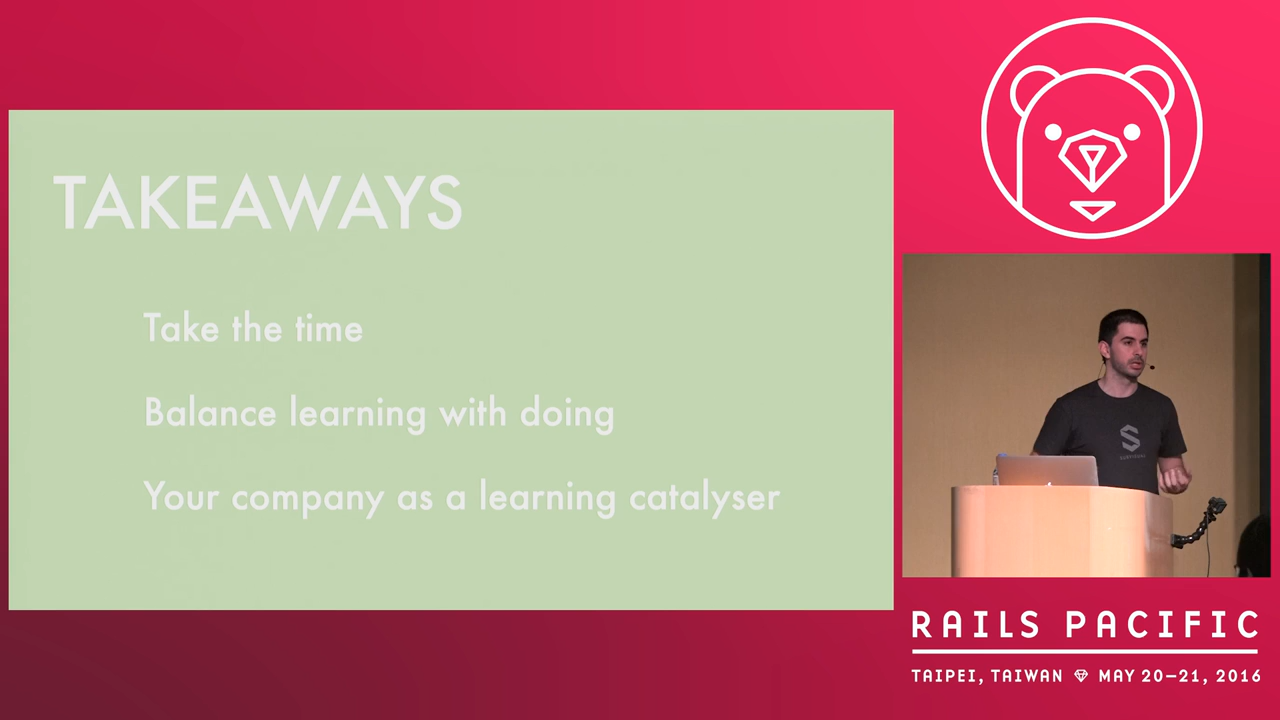 TAKEAWAYS
Take the time
Balance learning with doing
Your company as a learning catalyser
RAILS PACIFIC
TAIPEI, TAIWAN MAY 20–21, 2016